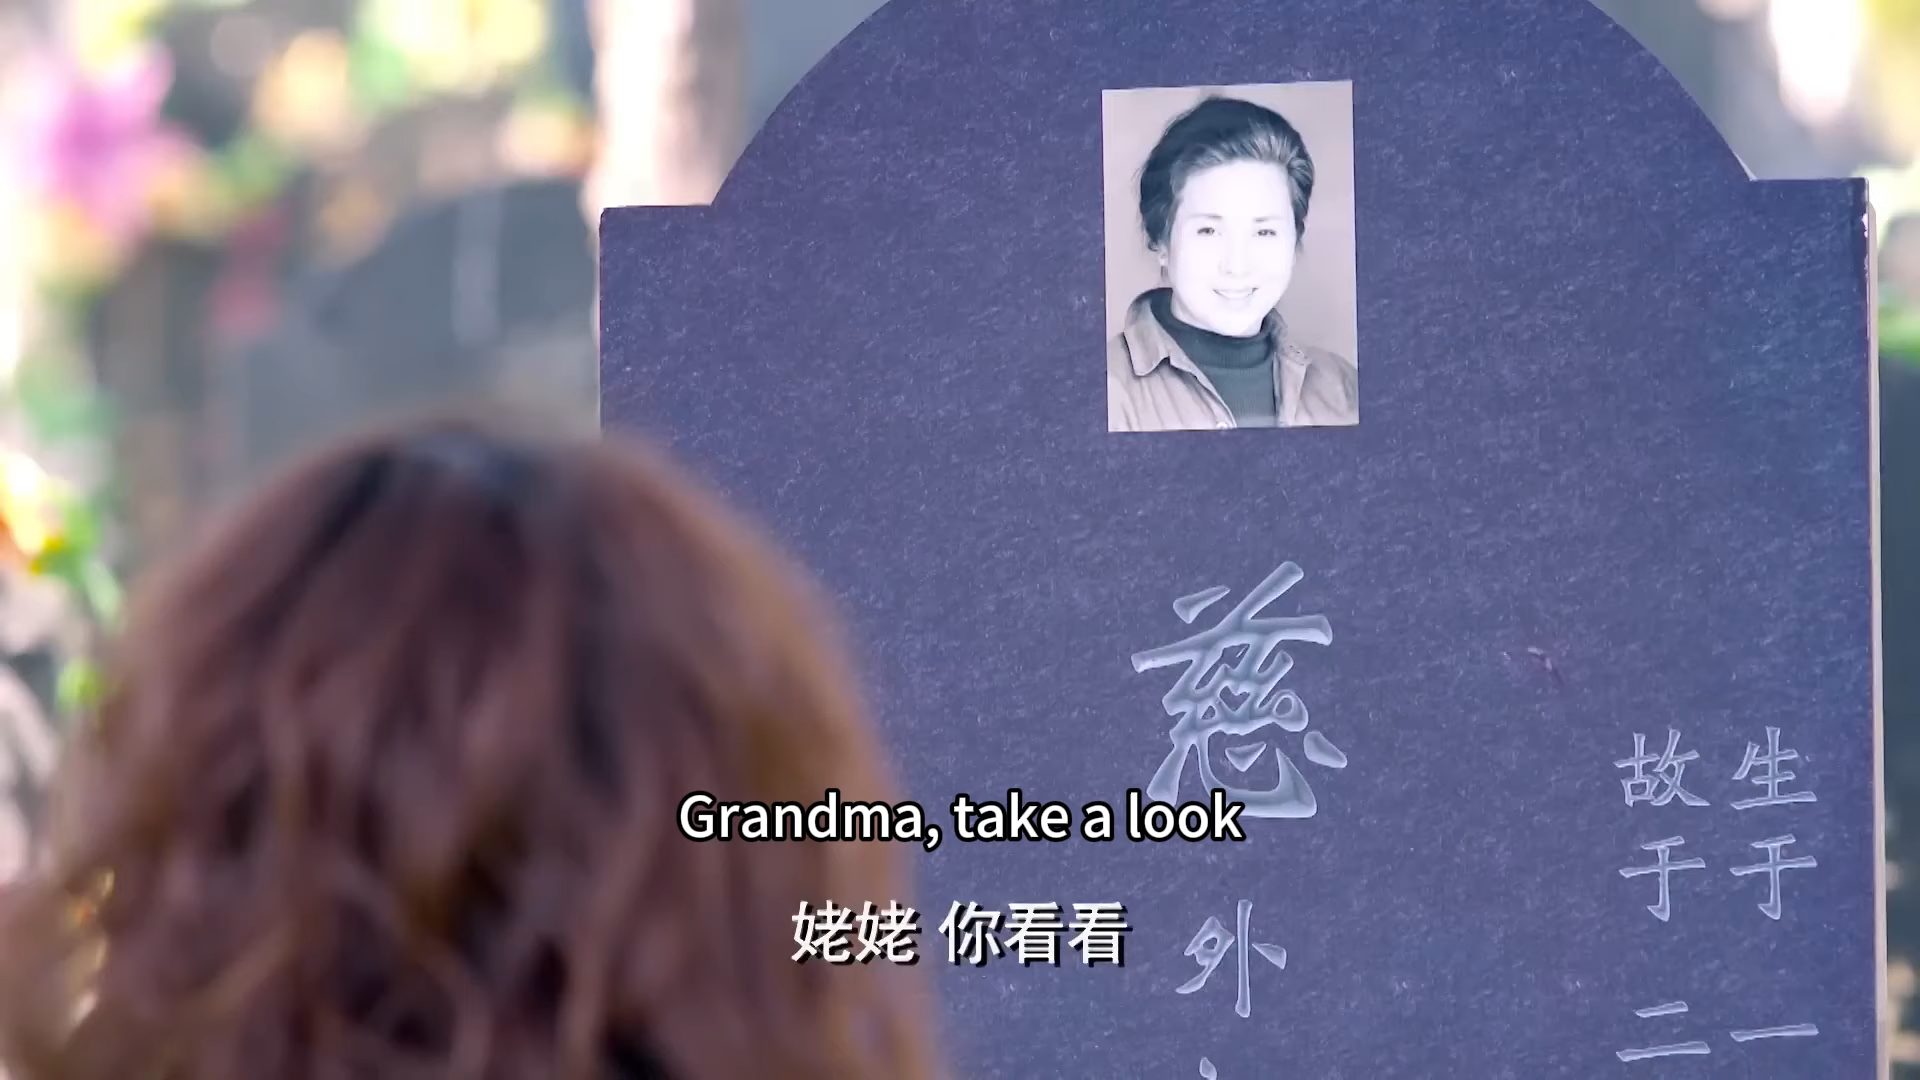 慈外
生于一
故于二
Grandma, take a look
姥姥 你看看